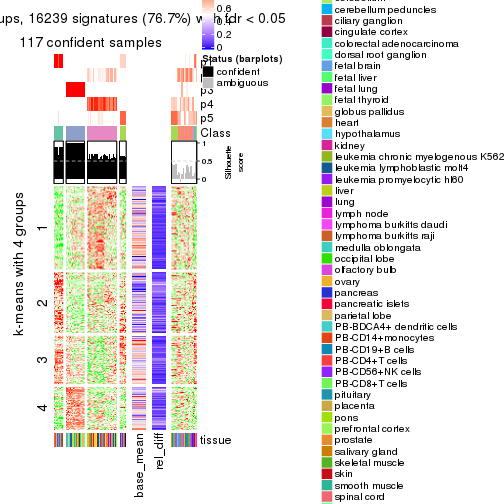 ups, 16239 signatures (76.7%) w fdr < 0.05
117 confident samples
0.6
0.4
0.2
0
Status (barplots)
confident
ambiguous
p3
p4
p5
Class
1
0.5
0
Silhouette
score
k-means with 4 groups
1
2
3
4
base_mean
rel_diff
tissue
cerebellum peduncles
ciliary ganglion
cingulate cortex
colorectal adenocarcinoma
dorsal root ganglion
fetal brain
fetal liver
fetal lung
fetal thyroid
globus pallidus
heart
hypothalamus
kidney
leukemia chronic myelogenous K562
leukemia lymphoblastic molt4
leukemia promyelocytic hl60
liver
lung
lymph node
lymphoma burkitts daudi
lymphoma burkitts raji
medulla oblongata
occipital lobe
olfactory bulb
ovary
pancreas
pancreatic islets
parietal lobe
PB-BDCA4+ dendritic cells
PB-CD14+monocytes
PB-CD19+B cells
PB-CD4+T cells
PB-CD56+NK cells
PB-CD8+T cells
pituitary
placenta
pons
prefrontal cortex
prostate
salivary gland
skeletal muscle
skin
smooth muscle
spinal cord